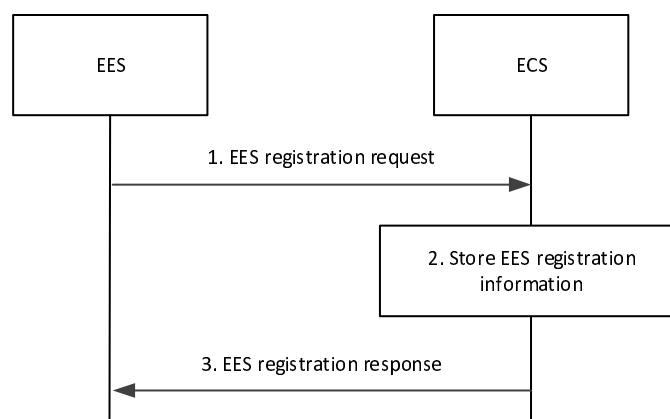 EES
ECS
1. EES registration request
2. Store EES registration
information
3. EES registration response